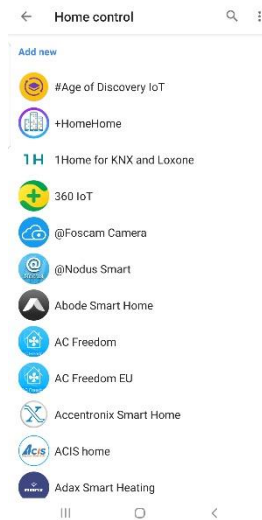 Home control
Add new
#Age of Discovery IoT
+HomeHome
1H 1Home for KNX and Loxone
360 IoT
@Foscam Camera
@Nodus Smart
Abode Smart Home
AC Freedom
AC Freedom EU
Accentronix Smart Home
Acis ACIS home
Adax Smart Heating